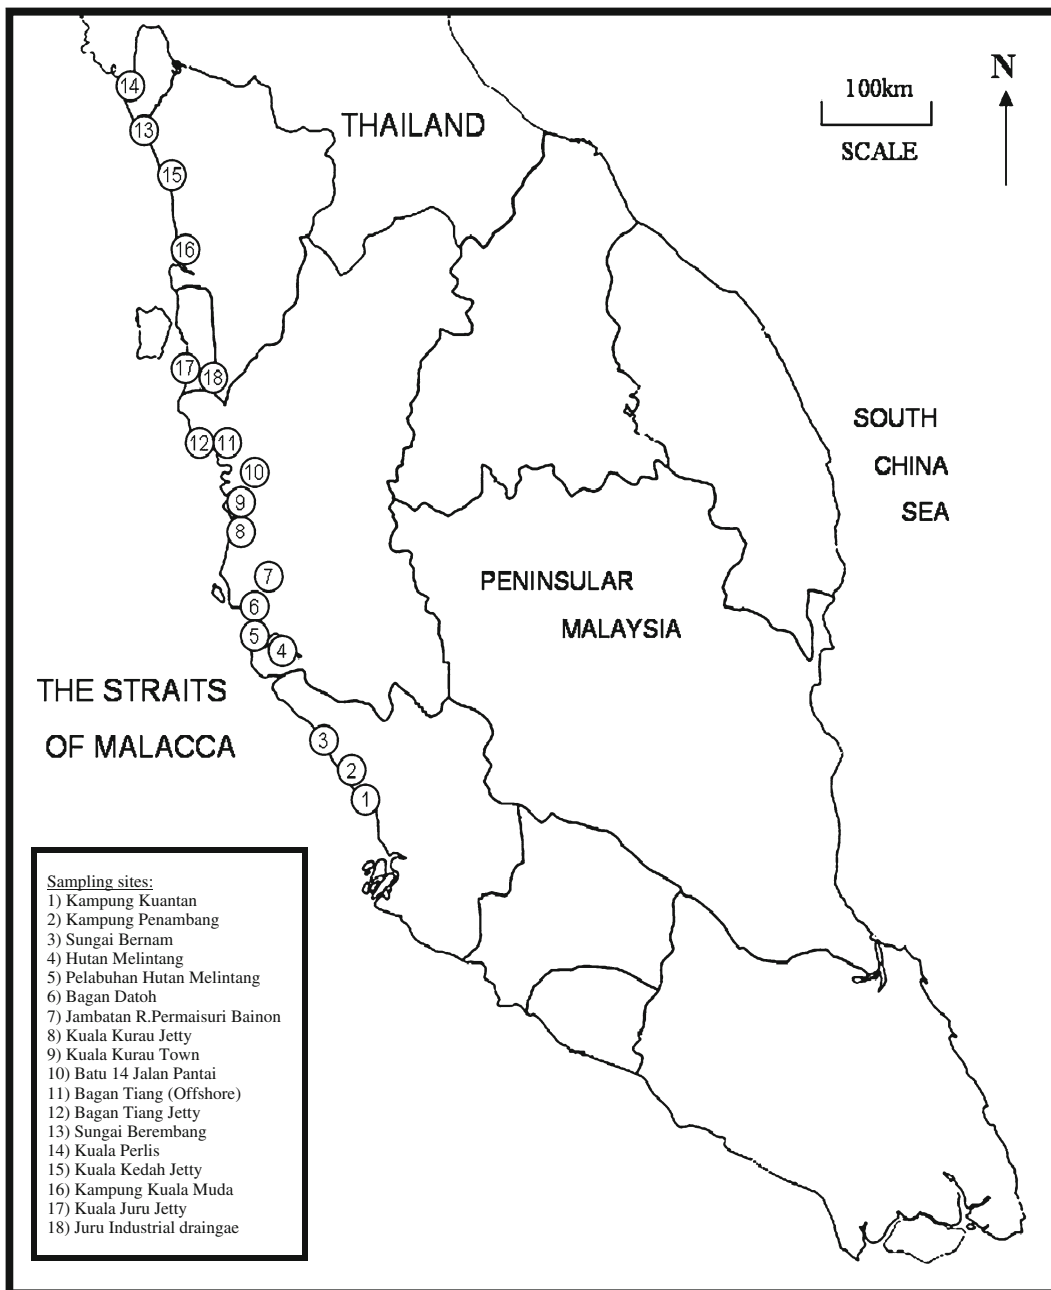 N
100km
SCALE
THAILAND
14
13
15
16
17
18
12
11
10
9
8
7
6
5
4
3
2
1
SOUTH
CHINA
SEA
PENINSULAR
MALAYSIA
THE STRAITS
OF MALACCA
Sampling sites:
1) Kampung Kuantan
2) Kampung Penambang
3) Sungai Bernam
4) Hutan Melintang
5) Pelabuhan Hutan Melintang
6) Bagan Datoh
7) Jambatan R.Permaisuri Bainon
8) Kuala Kurau Jetty
9) Kuala Kurau Town
10) Batu 14 Jalan Pantai
11) Bagan Tiang (Offshore)
12) Bagan Tiang Jetty
13) Sungai Berembang
14) Kuala Perlis
15) Kuala Kedah Jetty
16) Kampung Kuala Muda
17) Kuala Juru Jetty
18) Juru Industrial draingae